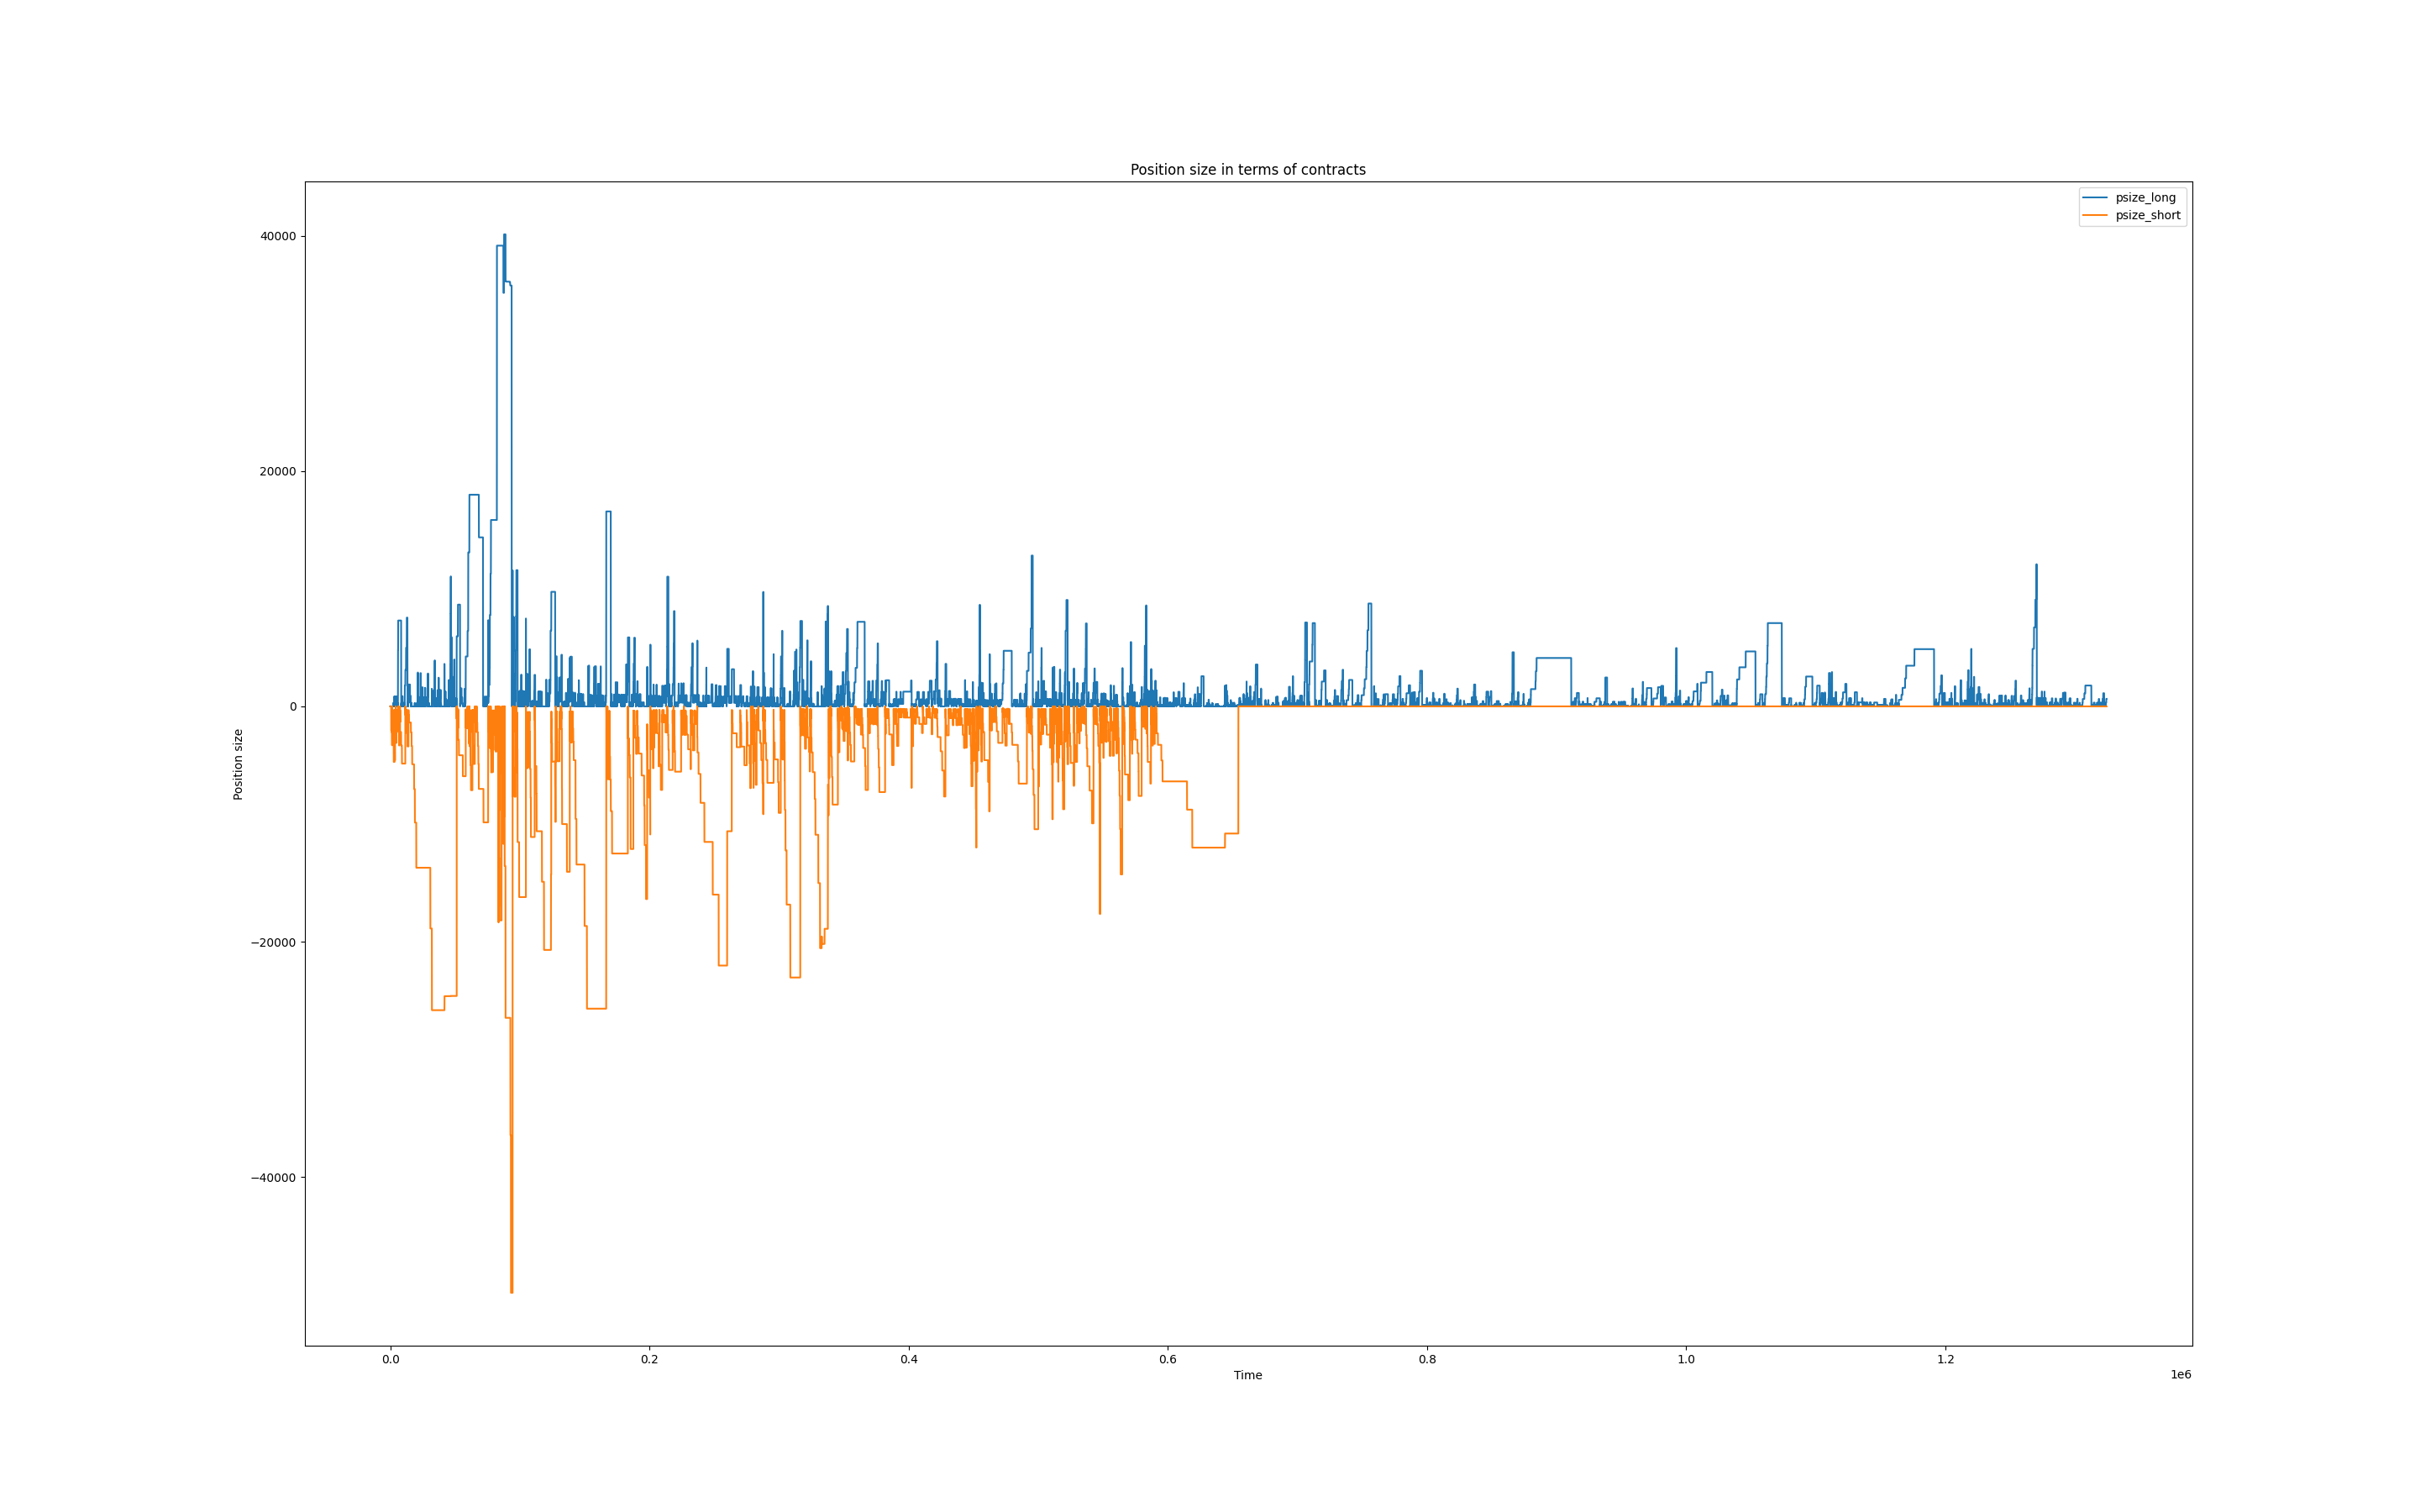 Position size in terms of contracts
psize_long
psize_short
40000
20000
0
−20000
−40000
Position size
0.0
0.2
0.4
0.6
0.8
1.0
1.2
1e6
Time